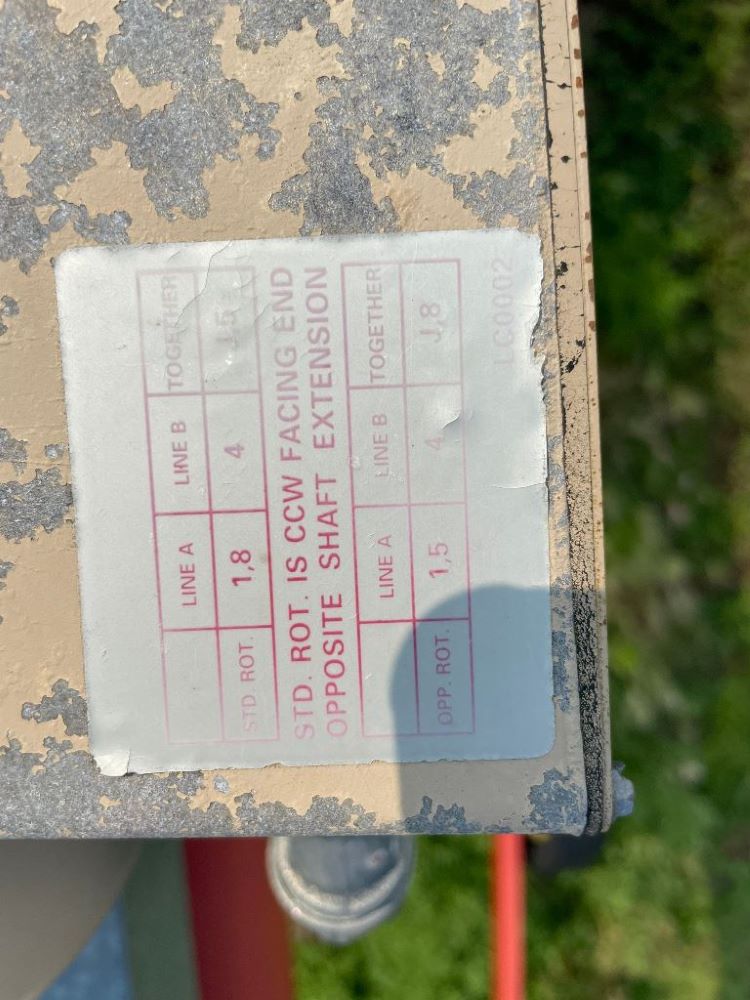 LINE A LINE B TOGETHER
STD. ROT. 1,8 4 J,5
STD. ROT. IS CCW FACING END
OPPOSITE SHAFT EXTENSION
LINE A LINE B TOGETHER
OPP. ROT. 1,5 4 J,8
LC0002